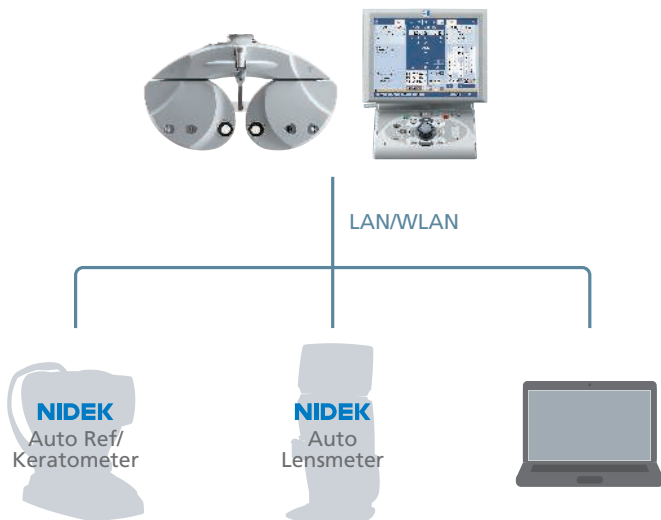 LAN/WLAN
NIDEK
Auto Ref/
Keratometer
NIDEK
Auto
Lensmeter